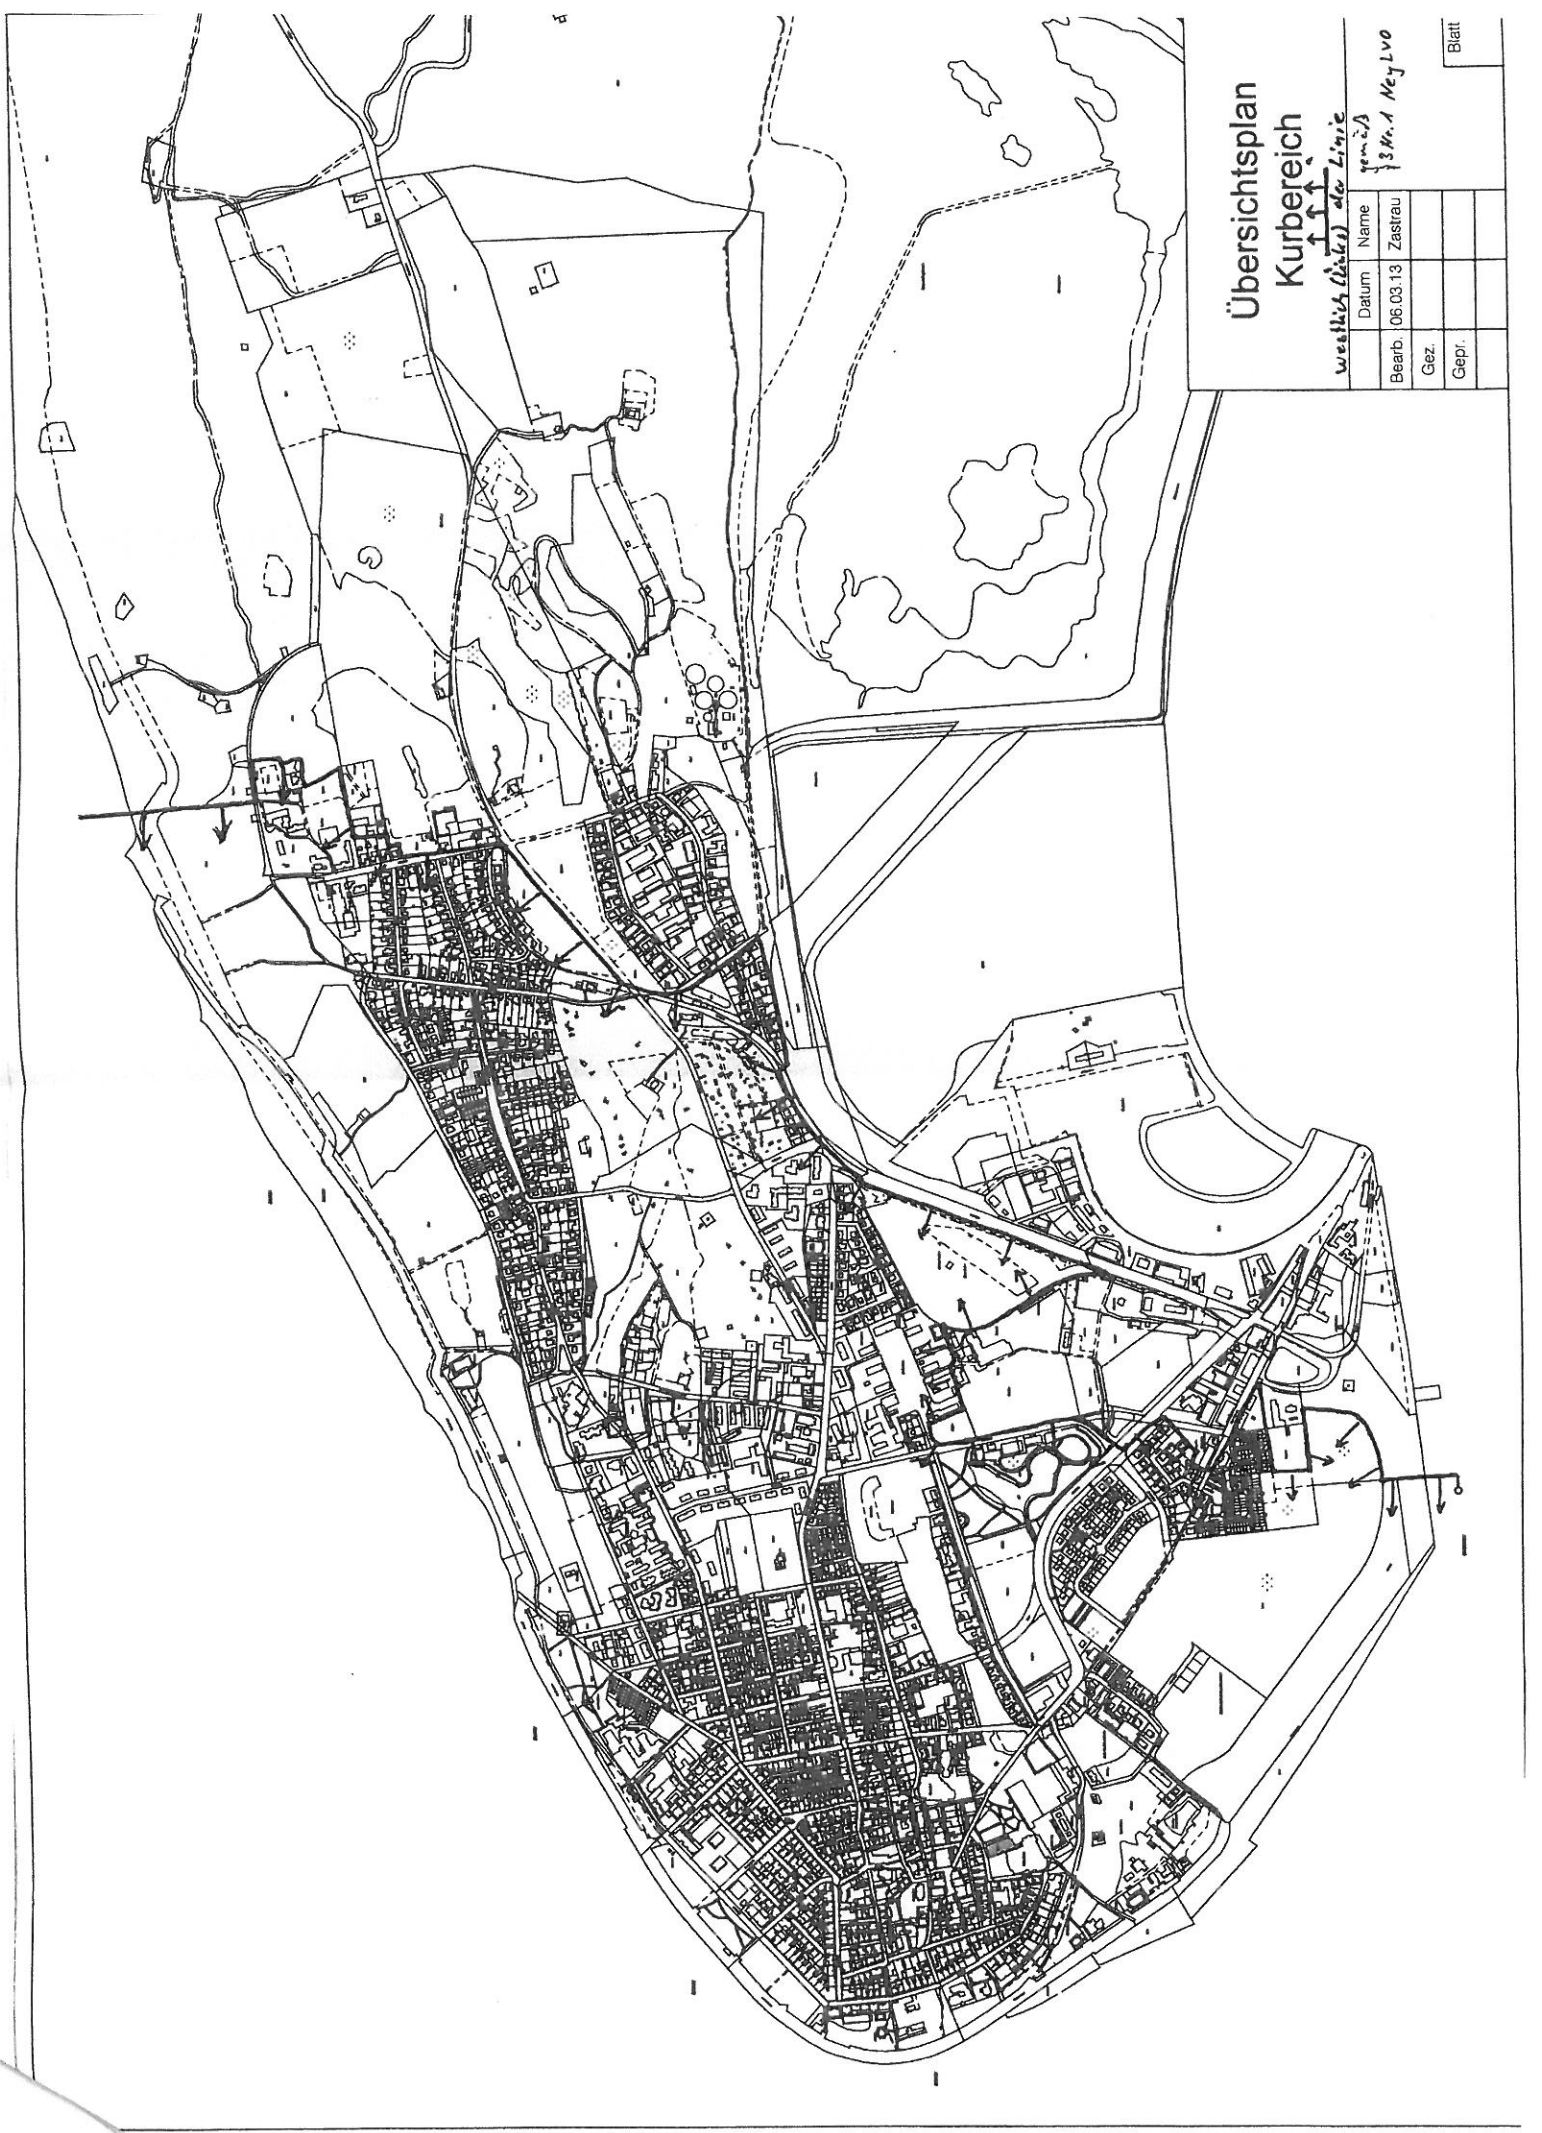 Übersichtsplan
Kurbereich
westlich (links) der Linie
gemäß
§ 3 Nr. 1 NeyLVO
Datum Name
Bearb. 06.03.13 Zastrau
Gez.
Gepr.
Blatt